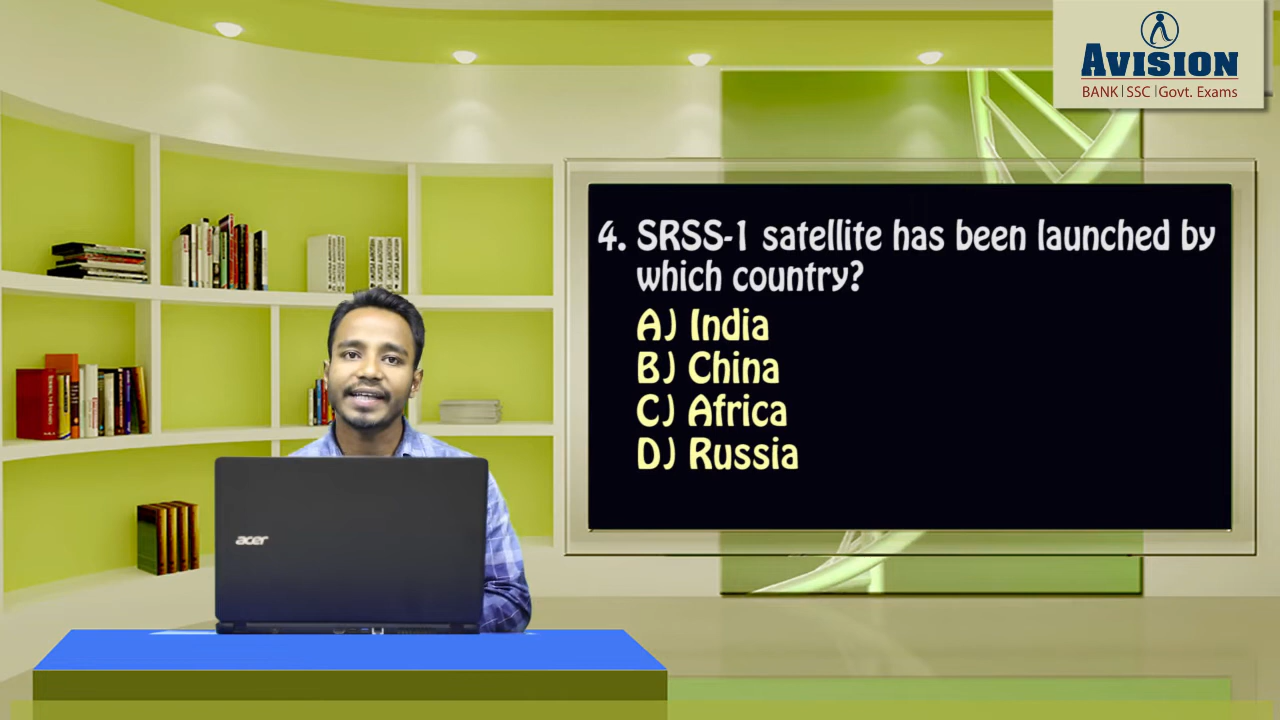 AVISION
BANK | SSC | Govt. Exams
4. SRSS-1 satellite has been launched by
which country?
A) India
B) China
C) Africa
D) Russia
acer